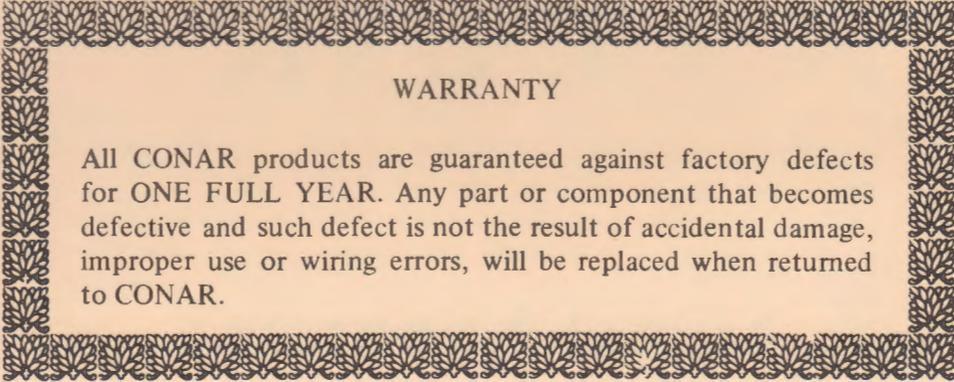 WARRANTY
All CONAR products are guaranteed against factory defects
for ONE FULL YEAR. Any part or component that becomes
defective and such defect is not the result of accidental damage,
improper use or wiring errors, will be replaced when returned
to CONAR.